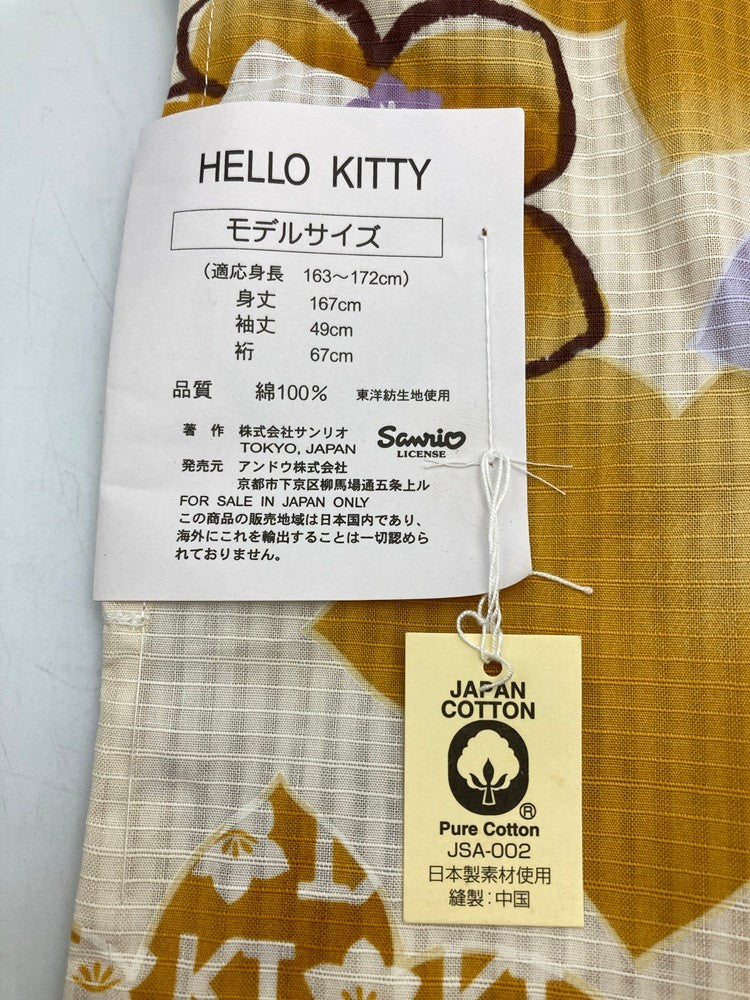 HELLO KITTY
モデルサイズ
(適応身長 163～172cm)
身丈 167cm
袖丈 49cm
裄 67cm
品質 綿100% 東洋紡生地使用
著作 株式会社サンリオ
TOKYO, JAPAN
Sanrio
LICENSE
発売元 アンドウ株式会社
京都市下京区柳馬場通五条上ル
FOR SALE IN JAPAN ONLY
この商品の販売地域は日本国内であり、
海外にこれを輸出することは一切認めら
れておりません。
JAPAN
COTTON
®
Pure Cotton
JSA-002
日本製素材使用
縫製:中国
KT
KT